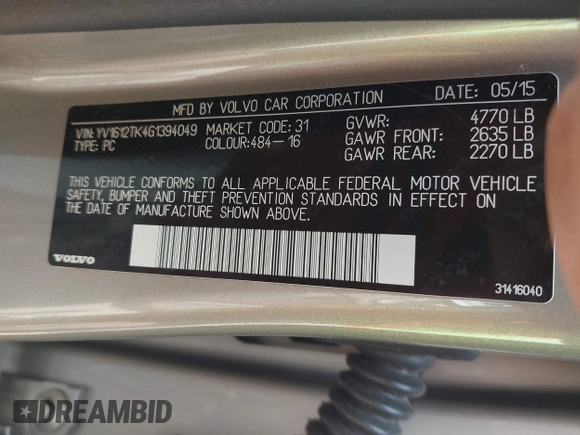 MFD BY VOLVO CAR CORPORATION DATE: 05/15
VIN: YV1612TK4G1394049 MARKET CODE: 31 GVWR: 4770 LB
TYPE: PC COLOUR:484-16 GAWR FRONT: 2635 LB
GAWR REAR: 2270 LB
THIS VEHICLE CONFORMS TO ALL APPLICABLE FEDERAL MOTOR VEHICLE
SAFETY, BUMPER AND THEFT PREVENTION STANDARDS IN EFFECT ON
THE DATE OF MANUFACTURE SHOWN ABOVE.
VOLVO
31416040
DREAMBID